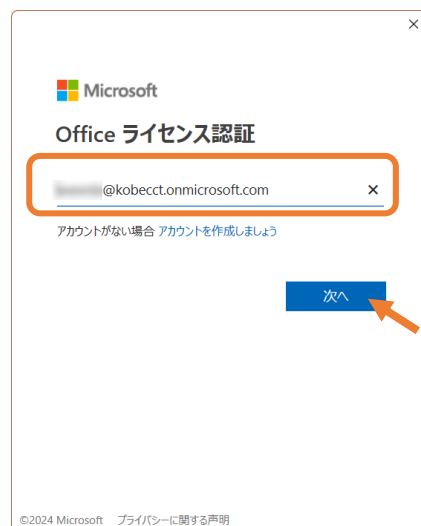 Microsoft
Office ライセンス認証
@kobecct.onmicrosoft.com
アカウントがない場合 アカウントを作成しましょう
次へ
©2024 Microsoft プライバシーに関する声明